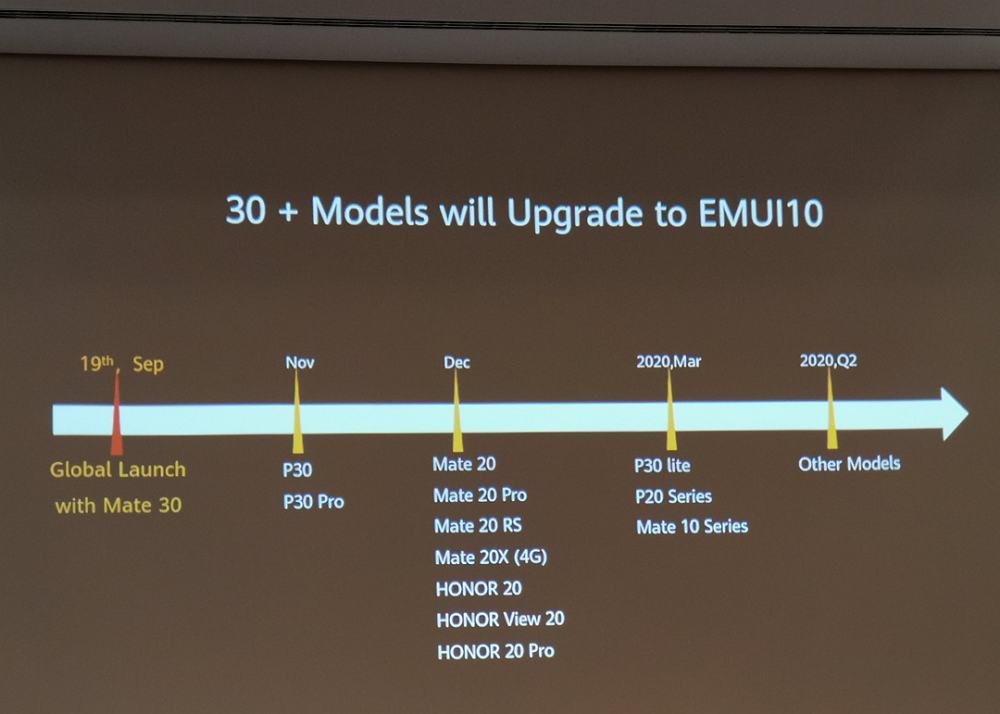 30 + Models will Upgrade to EMUI10
19th, Sep
Global Launch
with Mate 30
Nov
P30
P30 Pro
Dec
Mate 20
Mate 20 Pro
Mate 20 RS
Mate 20X (4G)
HONOR 20
HONOR View 20
HONOR 20 Pro
2020,Mar
P30 lite
P20 Series
Mate 10 Series
2020,Q2
Other Models